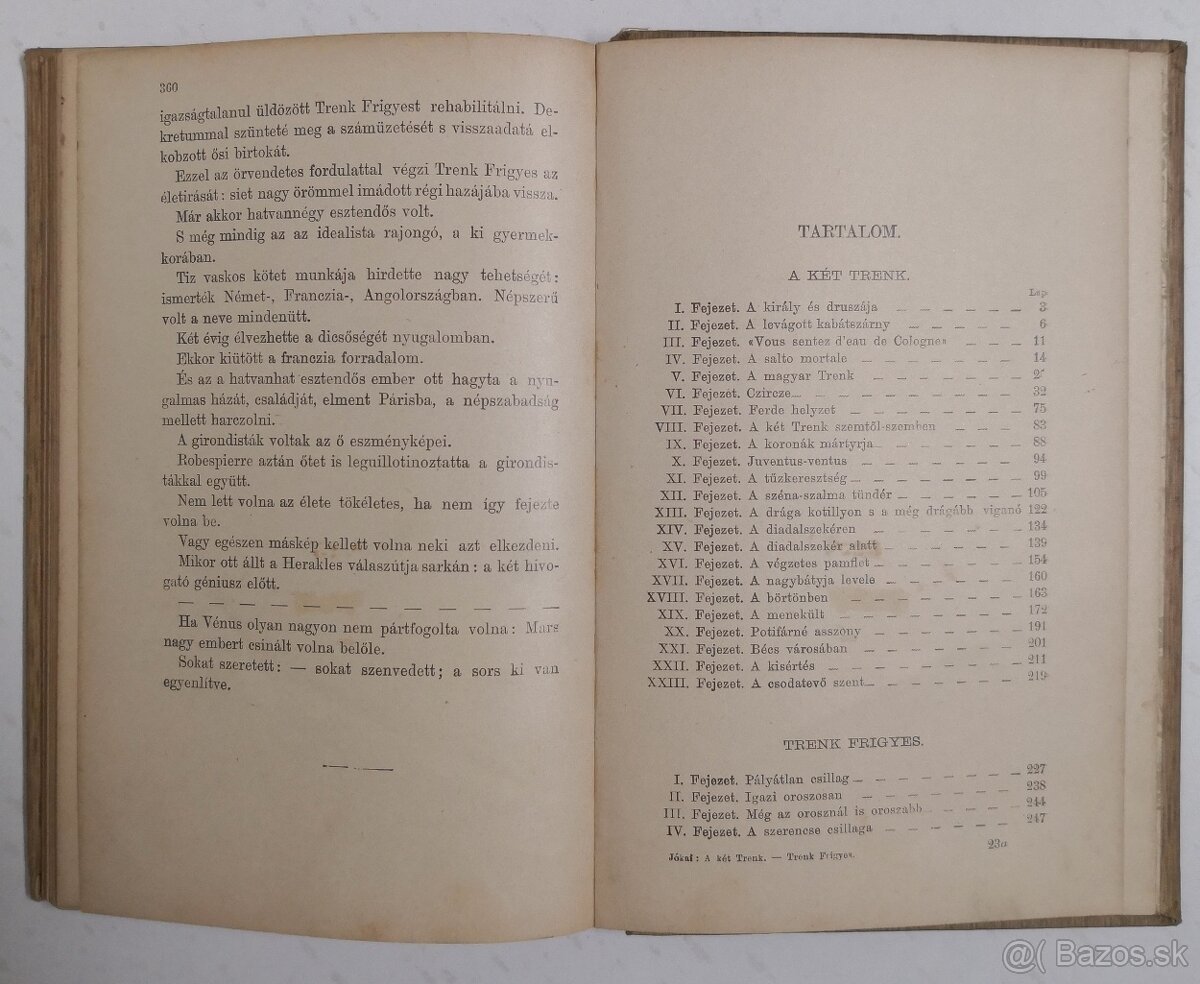 360
igazságtalanul üldözött Trenk Frigyest rehabilitálni. De-
kretummal szünteté meg a számüzetését s visszaadatá el-
kobzott ősi birtokát.
Ezzel az örvendetes fordulattal végzi Trenk Frigyes az
életirását: siet nagy örömmel imádott régi hazájába vissza.
Már akkor hatvannégy esztendős volt.
S még mindig az az idealista rajongó, a ki gyermek-
korában.
Tiz vaskos kötet munkája hirdette nagy tehetségét:
ismerték Német-, Franczia-, Angolországban. Népszerű
volt a neve mindenütt.
Két évig élvezhette a dicsőségét nyugalomban.
Ekkor kiütött a franczia forradalom.
És az a hatvanhat esztendős ember ott hagyta a nyu-
galmas házát, családját, elment Párisba, a népszabadság
mellett harczolni.
A girondisták voltak az ő eszményképei.
Robespierre aztán őtet is leguillotinoztatta a girondis-
tákkal együtt.
Nem lett volna az élete tökéletes, ha nem így fejezte
volna be.
Vagy egészen máskép kellett volna neki azt elkezdeni.
Mikor ott állt a Herakles válaszútja sarkán: a két hivo-
gató géniusz előtt.
— — — — — — — — — — — — —
Ha Vénus olyan nagyon nem pártfogolta volna: Mars
nagy embert csinált volna belőle.
Sokat szeretett: — sokat szenvedett; a sors ki van
egyenlítve.
TARTALOM.
A KÉT TRENK.
Lap
I. Fejezet. A király és druszája — — — — — 3
II. Fejezet. A levágott kabátszárny — — — — 6
III. Fejezet. «Vous sentez d'eau de Cologne» — — — 11
IV. Fejezet. A salto mortale — — — — — — 14
V. Fejezet. A magyar Trenk — — — — — —
VI. Fejezet. Czircze — — — — — — — — 32
VII. Fejezet. Ferde helyzet — — — — — — 75
VIII. Fejezet. A két Trenk szemtől-szemben — — — 83
IX. Fejezet. A koronák mártyrja — — — — — 88
X. Fejezet. Juventus-ventus — — — — — — 94
XI. Fejezet. A tűzkeresztség — — — — — — 99
XII. Fejezet. A széna-szalma tündér — — — — — 105
XIII. Fejezet. A drága kotillyon s a még drágább viganó 122
XIV. Fejezet. A diadalszekéren — — — — — — 134
XV. Fejezet. A diadalszekér alatt — — — — — 139
XVI. Fejezet. A végzetes pamflet — — — — — 154
XVII. Fejezet. A nagybátyja levele — — — — — 160
XVIII. Fejezet. A börtönben — — — — — — — 163
XIX. Fejezet. A menekült — — — — — — — 172
XX. Fejezet. Potifárné asszony — — — — — — 191
XXI. Fejezet. Bécs városában — — — — — — 201
XXII. Fejezet. A kisértés — — — — — — — 211
XXIII. Fejezet. A csodatevő szent — — — — — 219
TRENK FRIGYES.
I. Fejezet. Pályátlan csillag — — — — — — 227
II. Fejezet. Igazi oroszosan — — — — — — 238
III. Fejezet. Még az orosznál is oroszabb — — — — 244
IV. Fejezet. A szerencse csillaga — — — — — 247
Jókai: A két Trenk. — Trenk Frigyes.
23a
@( Bazos.sk